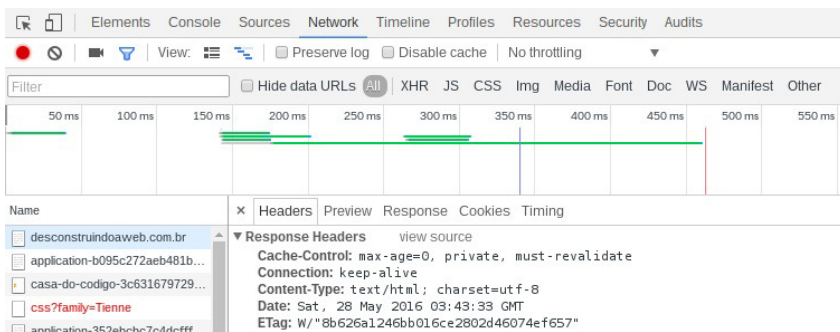 Elements Console Sources Network Timeline Profiles Resources Security Audits
View: Preserve log Disable cache No throttling
Filter Hide data URLs All XHR JS CSS Img Media Font Doc WS Manifest Other
50 ms 100 ms 150 ms 200 ms 250 ms 300 ms 350 ms 400 ms 450 ms 500 ms 550 ms
Name × Headers Preview Response Cookies Timing
desconstruindoaweb.com.br ▼ Response Headers view source
Cache-Control: max-age=0, private, must-revalidate
application-b095c272aeb481b...
Connection: keep-alive
casa-do-codigo-3c631679729...
Content-Type: text/html; charset=utf-8
css?family=Tienne
Date: Sat, 28 May 2016 03:43:33 GMT
application-352ebcbc7c4dcfff
ETag: W/"8b626a1246bb016ce2802d46074ef657"